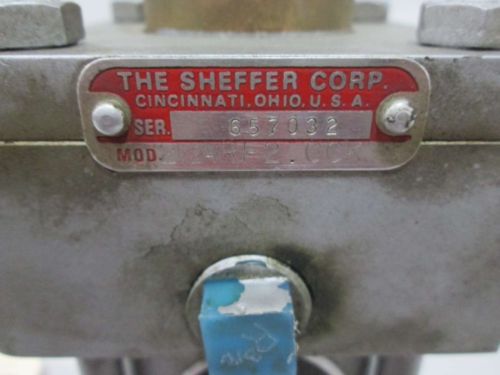 THE SHEFFER CORP.
CINCINNATI, OHIO, U.S.A.
SER. 657032
MOD.